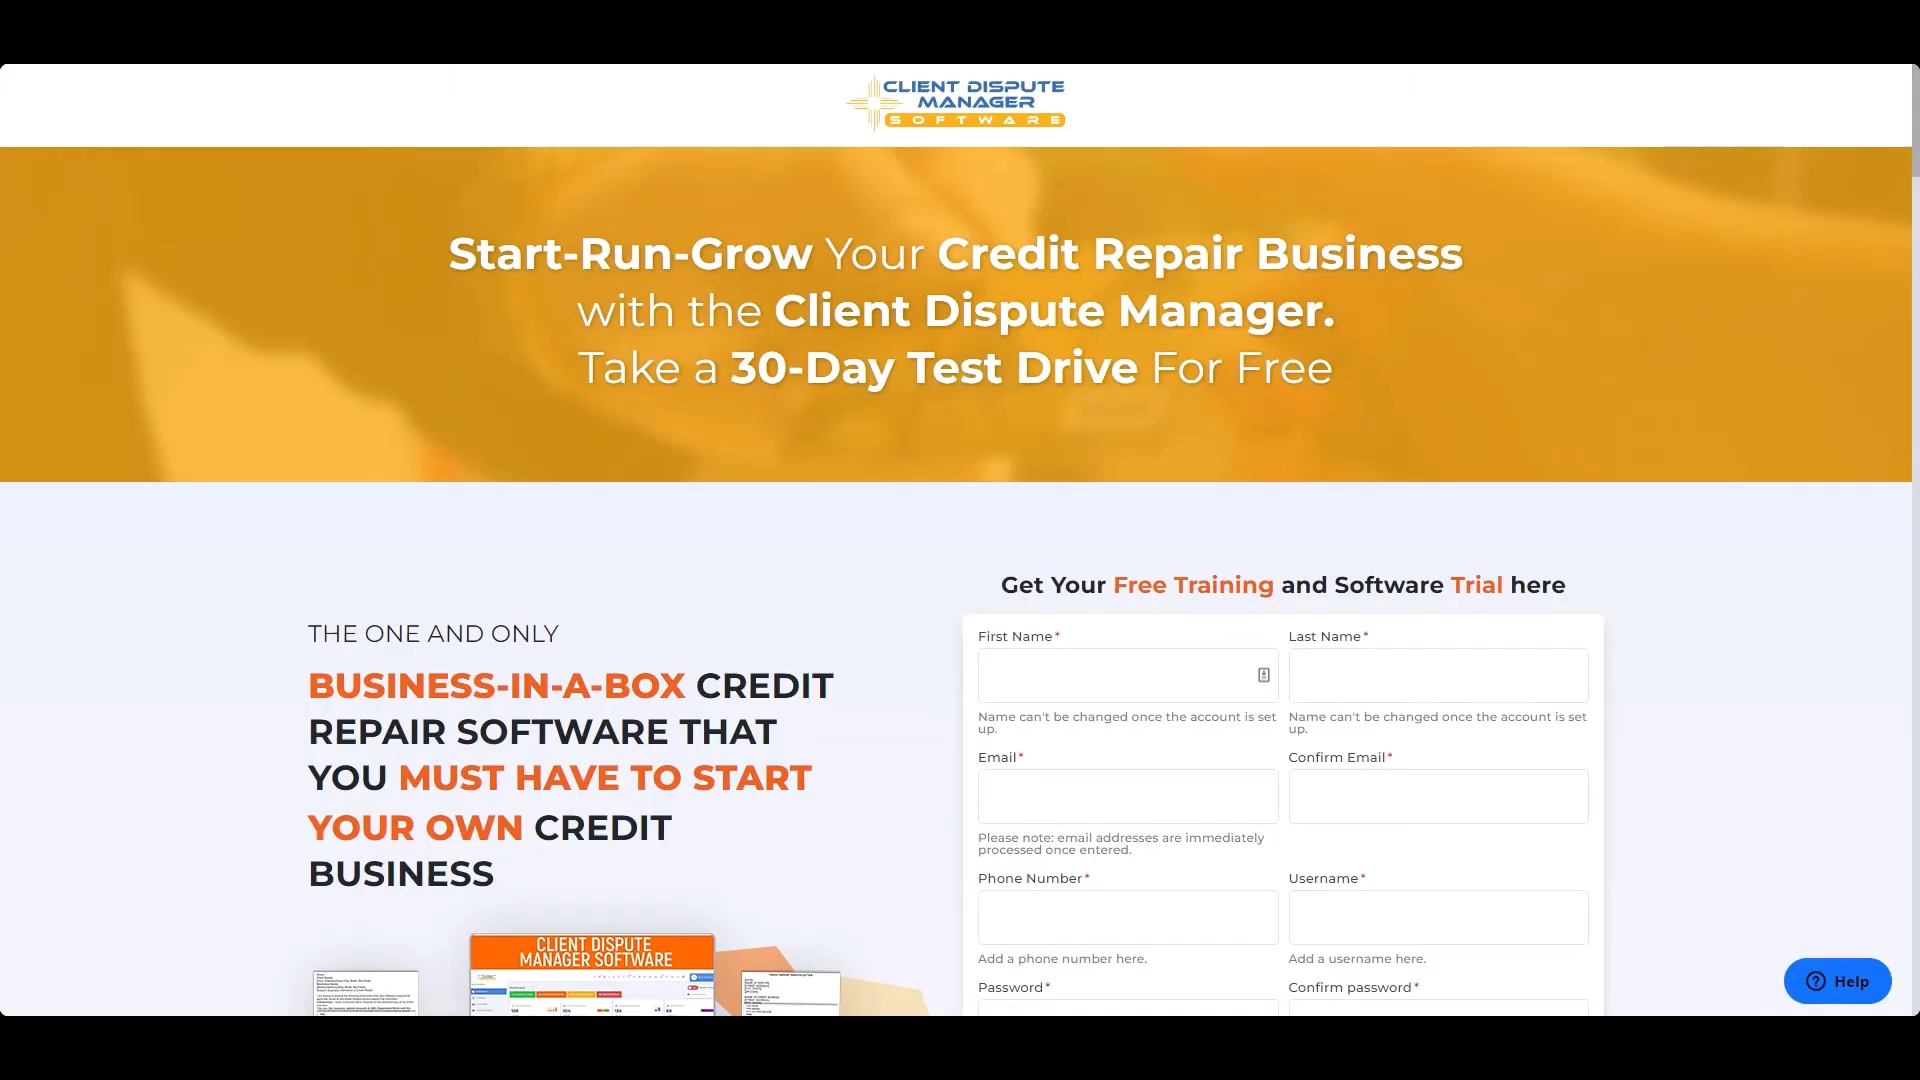 CLIENT DISPUTE
MANAGER
SOFTWARE
Start-Run-Grow Your Credit Repair Business
with the Client Dispute Manager.
Take a 30-Day Test Drive For Free
THE ONE AND ONLY
BUSINESS-IN-A-BOX CREDIT
REPAIR SOFTWARE THAT
YOU MUST HAVE TO START
YOUR OWN CREDIT
BUSINESS
CLIENT DISPUTE
MANAGER SOFTWARE
Get Your Free Training and Software Trial here
First Name*
Last Name*
Name can't be changed once the account is set
up.
Name can't be changed once the account is set
up.
Email*
Confirm Email*
Please note: email addresses are immediately
processed once entered.
Phone Number*
Username*
Add a phone number here.
Add a username here.
Password*
Confirm password*
Help